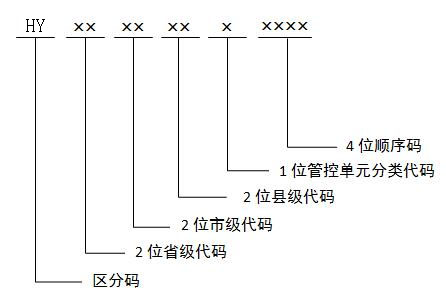 HY ×× ×× ×× × ××××
4 位顺序码
1 位管控单元分类代码
2 位县级代码
2 位市级代码
2 位省级代码
区分码